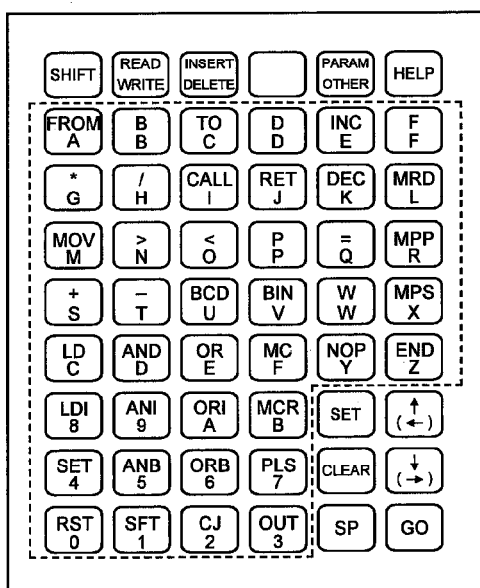 SHIFT READ INSERT PARAM HELP
WRITE DELETE OTHER
FROM B TO D INC F
A B C D E F
* / CALL RET DEC MRD
G H I J K L
MOV > < P = MPP
M N O P Q R
+ − BCD BIN W MPS
S T U V W X
LD AND OR MC NOP END
C D E F Y Z
LDI ANI ORI MCR SET ↑
8 9 A B (←)
SET ANB ORB PLS CLEAR ↓
4 5 6 7 (→)
RST SFT CJ OUT SP GO
0 1 2 3